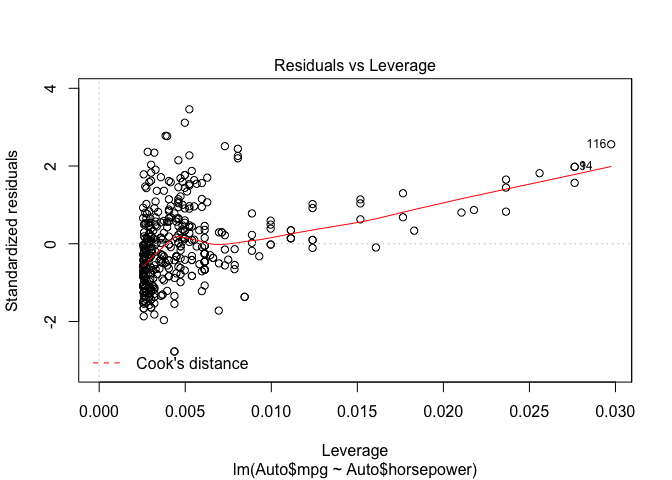 Residuals vs Leverage
Standardized residuals
4
2
0
-2
116
94
Cook's distance
0.000 0.005 0.010 0.015 0.020 0.025 0.030
Leverage
lm(Auto$mpg ~ Auto$horsepower)